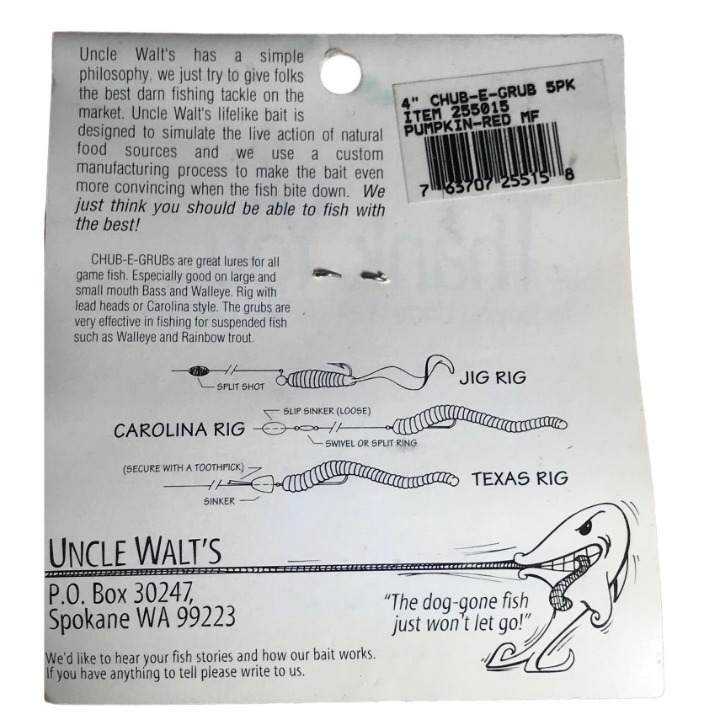 Uncle Walt's has a simple
philosophy, we just try to give folks
the best darn fishing tackle on the
market. Uncle Walt's lifelike bait is
designed to simulate the live action of natural
food sources and we use a custom
manufacturing process to make the bait even
more convincing when the fish bite down. We
just think you should be able to fish with
the best!
4" CHUB-E-GRUB 5PK
ITEM 255015
PUMPKIN-RED MF
7 63707 25515 8
CHUB-E-GRUBs are great lures for all
game fish. Especially good on large and
small mouth Bass and Walleye. Rig with
lead heads or Carolina style. The grubs are
very effective in fishing for suspended fish
such as Walleye and Rainbow trout.
SPLIT SHOT
JIG RIG
SLIP SINKER (LOOSE)
CAROLINA RIG
SWIVEL OR SPLIT RING
(SECURE WITH A TOOTHPICK)
TEXAS RIG
SINKER
UNCLE WALT'S
P.O. Box 30247,
Spokane WA 99223
"The dog-gone fish
just won't let go!"
We'd like to hear your fish stories and how our bait works.
If you have anything to tell please write to us.